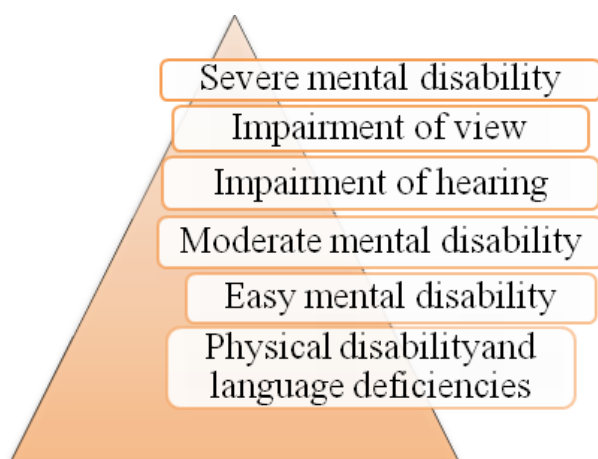 Severe mental disability
Impairment of view
Impairment of hearing
Moderate mental disability
Easy mental disability
Physical disabilityand
language deficiencies